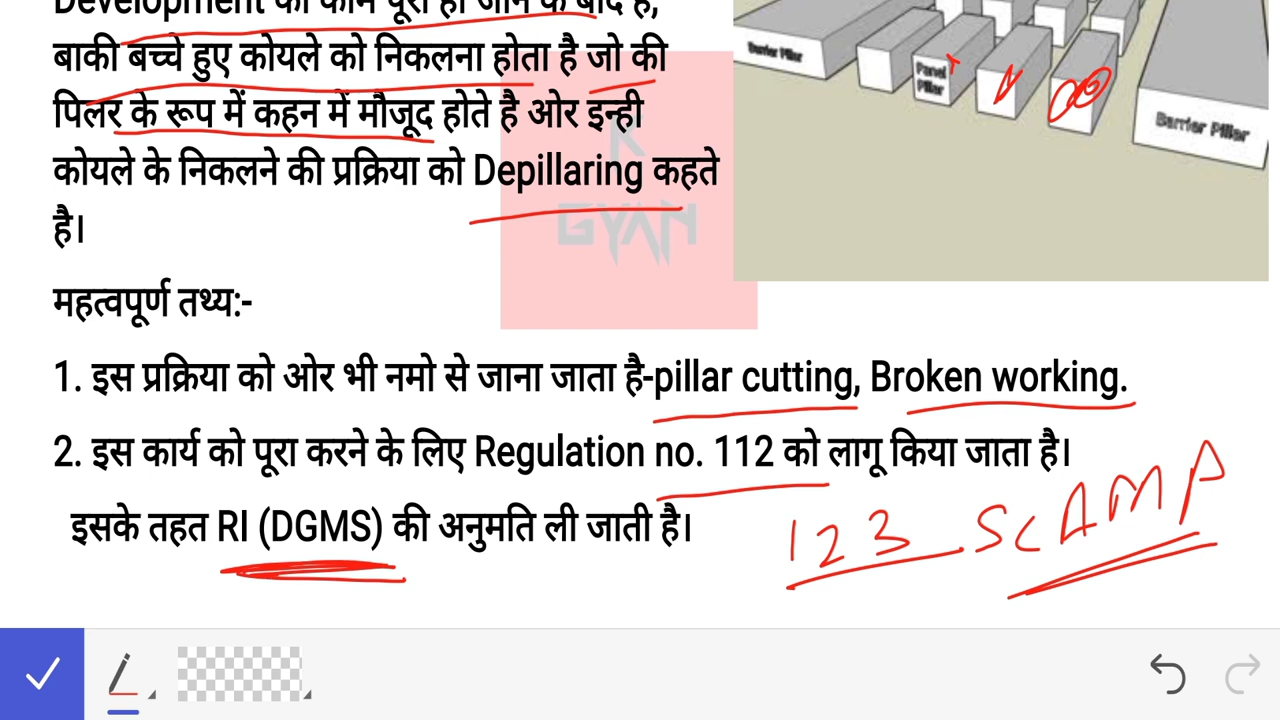 Development का काम पूरा हो जाने के बाद है,
बाकी बच्चे हुए कोयले को निकलना होता है जो की
पिलर के रूप में कहन में मौजूद होते है ओर इन्ही
कोयले के निकलने की प्रक्रिया को Depillaring कहते
है।
Barrier Pillar
Panel
Pillar
Barrier Pillar
K
GYAN
महत्वपूर्ण तथ्य:-
1. इस प्रक्रिया को ओर भी नमो से जाना जाता है-pillar cutting, Broken working.
2. इस कार्य को पूरा करने के लिए Regulation no. 112 को लागू किया जाता है।
इसके तहत RI (DGMS) की अनुमति ली जाती है।
123 SCAMP